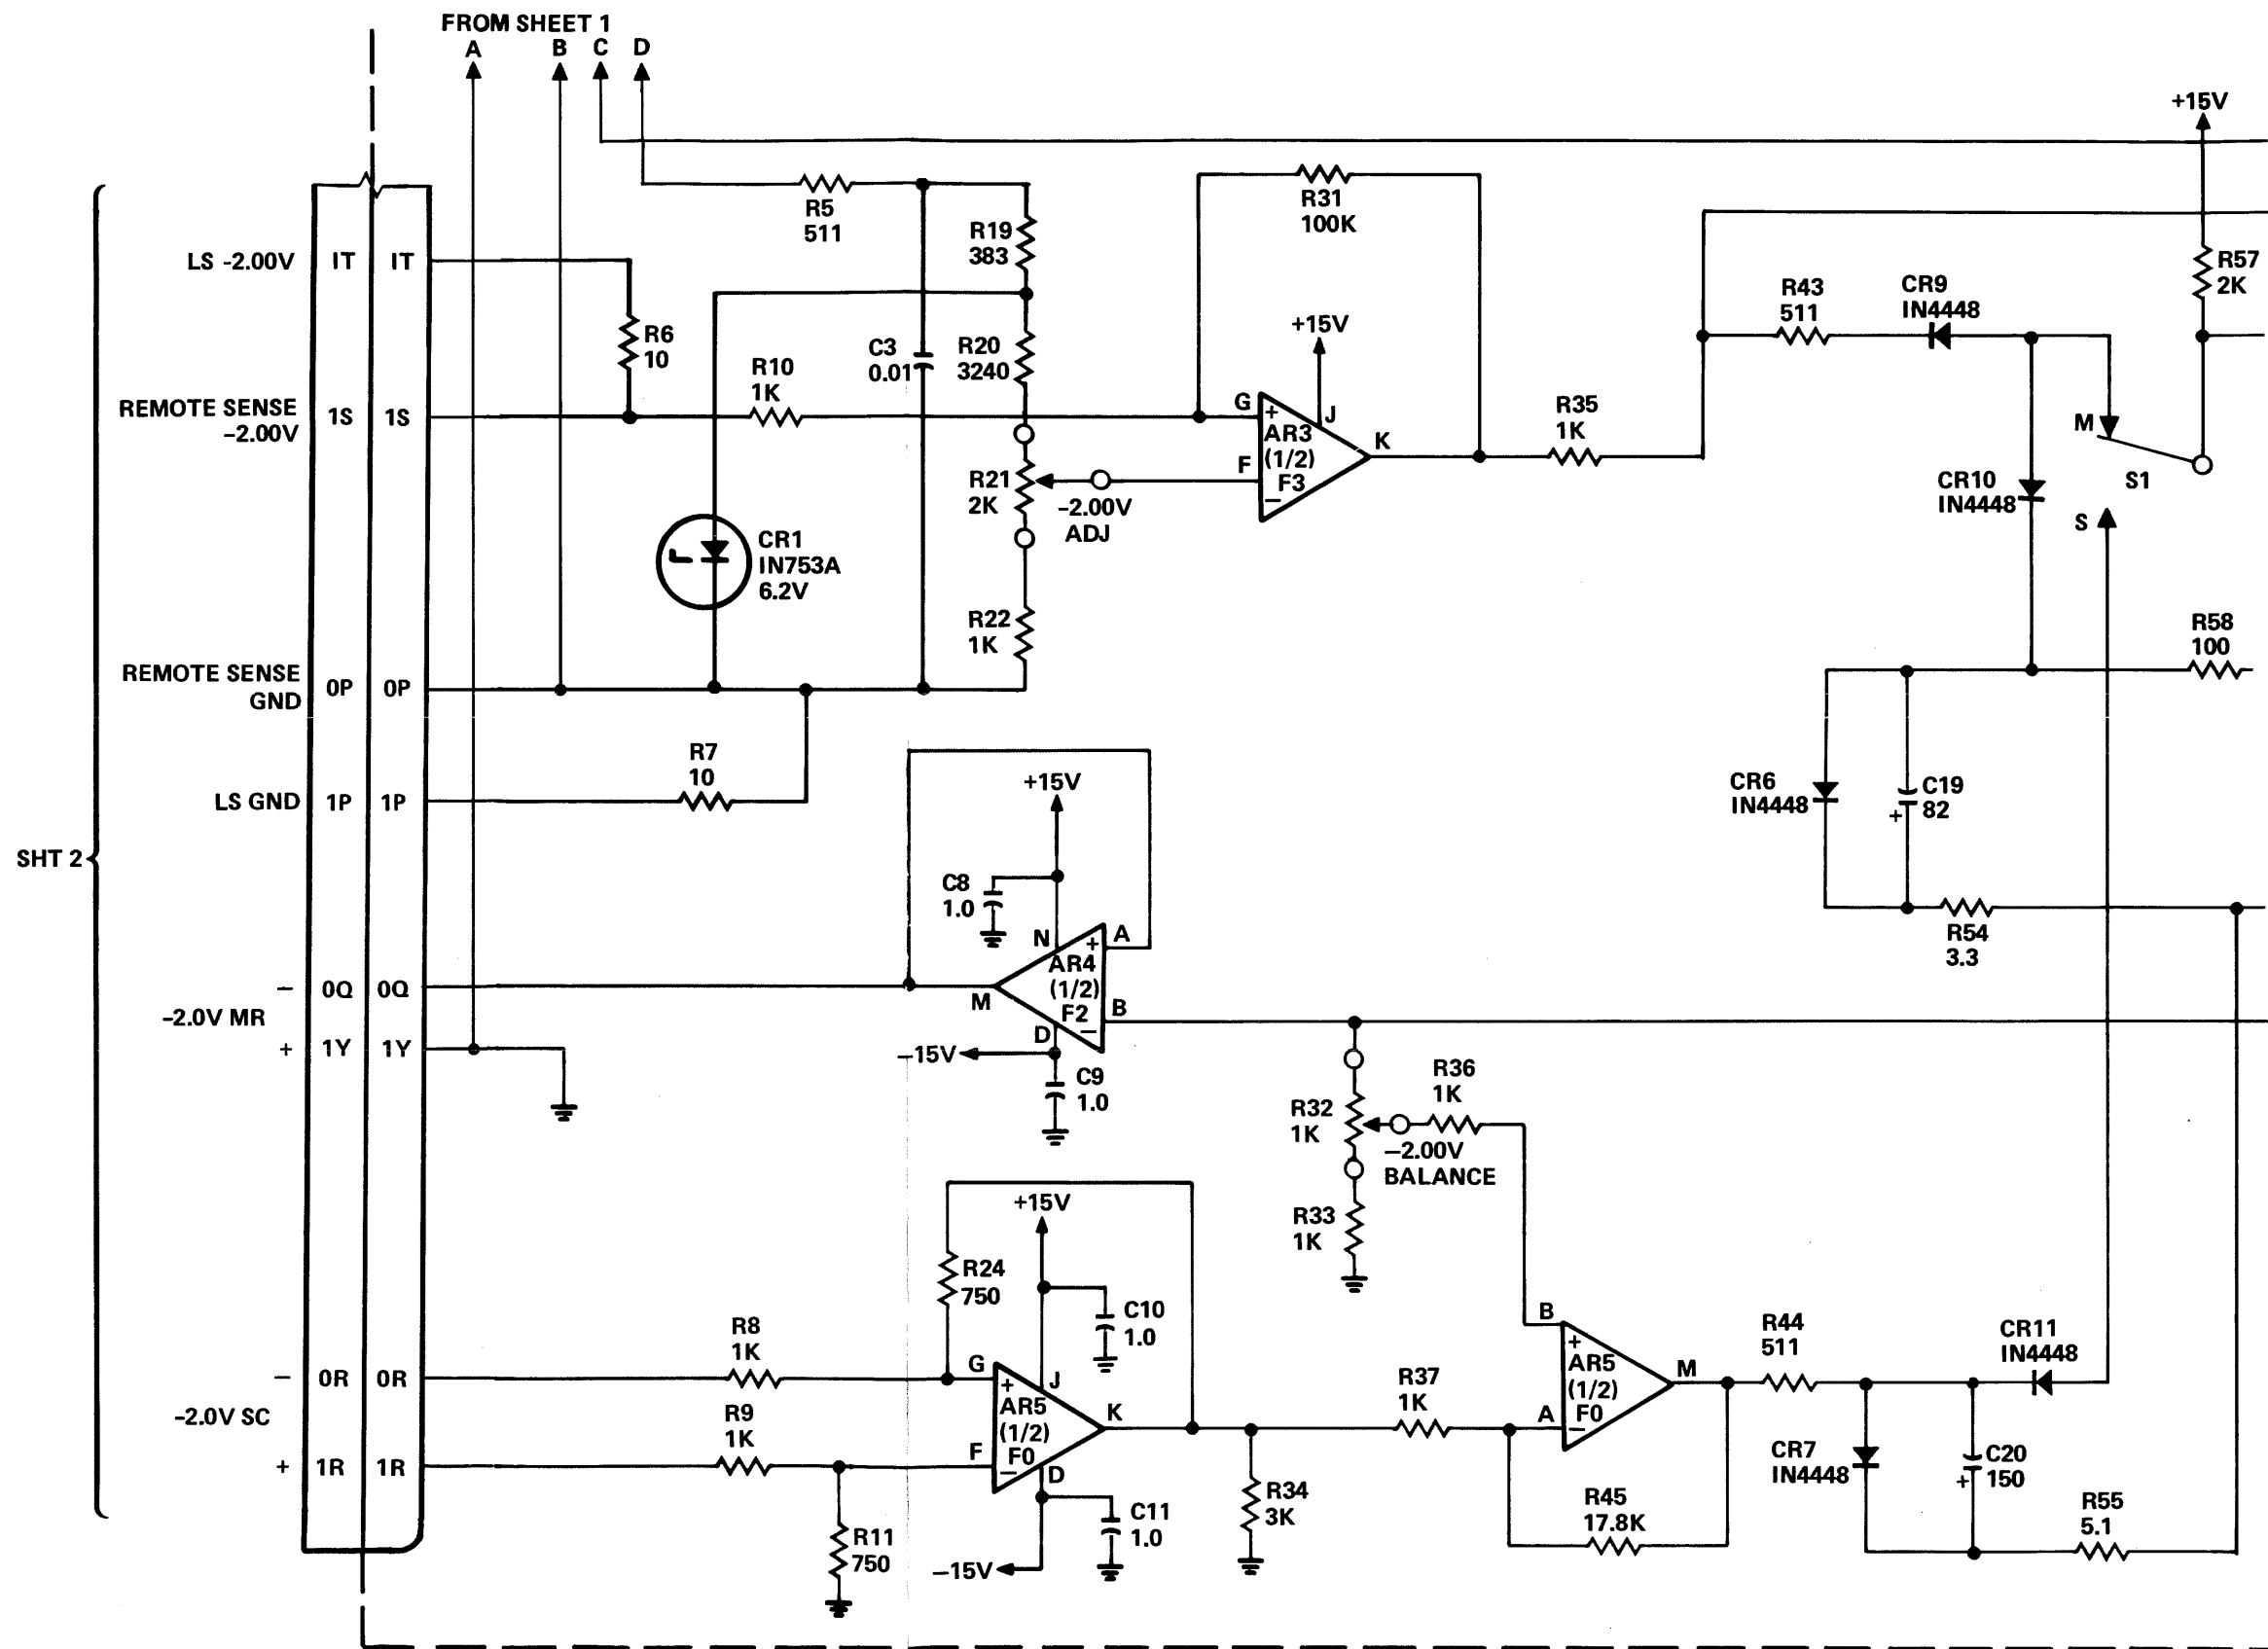 FROM SHEET 1
A B C D
+15V
R5
511
R31
100K
R19
383
LS -2.00V IT IT
R57
2K
R43
511
CR9
IN4448
+15V
R6
10
C3
0.01
R20
3240
R10
1K
REMOTE SENSE
-2.00V
1S 1S
G
+
J
AR3
(1/2)
F3
F
−
K
R35
1K
M
S1
S
R21
2K
-2.00V
ADJ
CR10
IN4448
CR1
IN753A
6.2V
R22
1K
R58
100
REMOTE SENSE
GND
0P 0P
R7
10
LS GND 1P 1P
+15V
CR6
IN4448
C19
82
+
SHT 2
C8
1.0
N
+
A
AR4
(1/2)
F2
M
D
−
B
R54
3.3
− 0Q 0Q
-2.0V MR
+ 1Y 1Y
−15V
C9
1.0
R36
1K
R32
1K
−2.00V
BALANCE
R33
1K
+15V
R24
750
C10
1.0
R8
1K
− 0R 0R
-2.0V SC
R9
1K
+ 1R 1R
G
+
J
AR5
(1/2)
F0
F
−
D
K
R37
1K
B
+
AR5
(1/2)
F0
A
−
M
R44
511
CR11
IN4448
CR7
IN4448
C20
150
+
R55
5.1
R45
17.8K
R34
3K
C11
1.0
R11
750
−15V